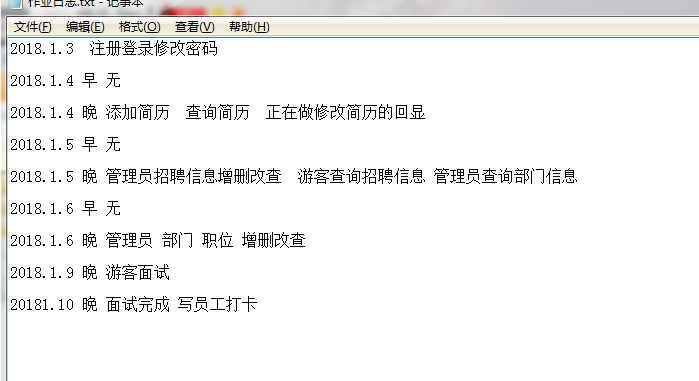 作业日志.txt - 记事本
文件(F) 编辑(E) 格式(O) 查看(V) 帮助(H)
2018.1.3  注册登录修改密码
2018.1.4 早 无
2018.1.4 晚 添加简历  查询简历  正在做修改简历的回显
2018.1.5 早 无
2018.1.5 晚 管理员招聘信息增删改查  游客查询招聘信息 管理员查询部门信息
2018.1.6 早 无
2018.1.6 晚 管理员 部门 职位 增删改查
2018.1.9 晚 游客面试
20181.10 晚 面试完成 写员工打卡